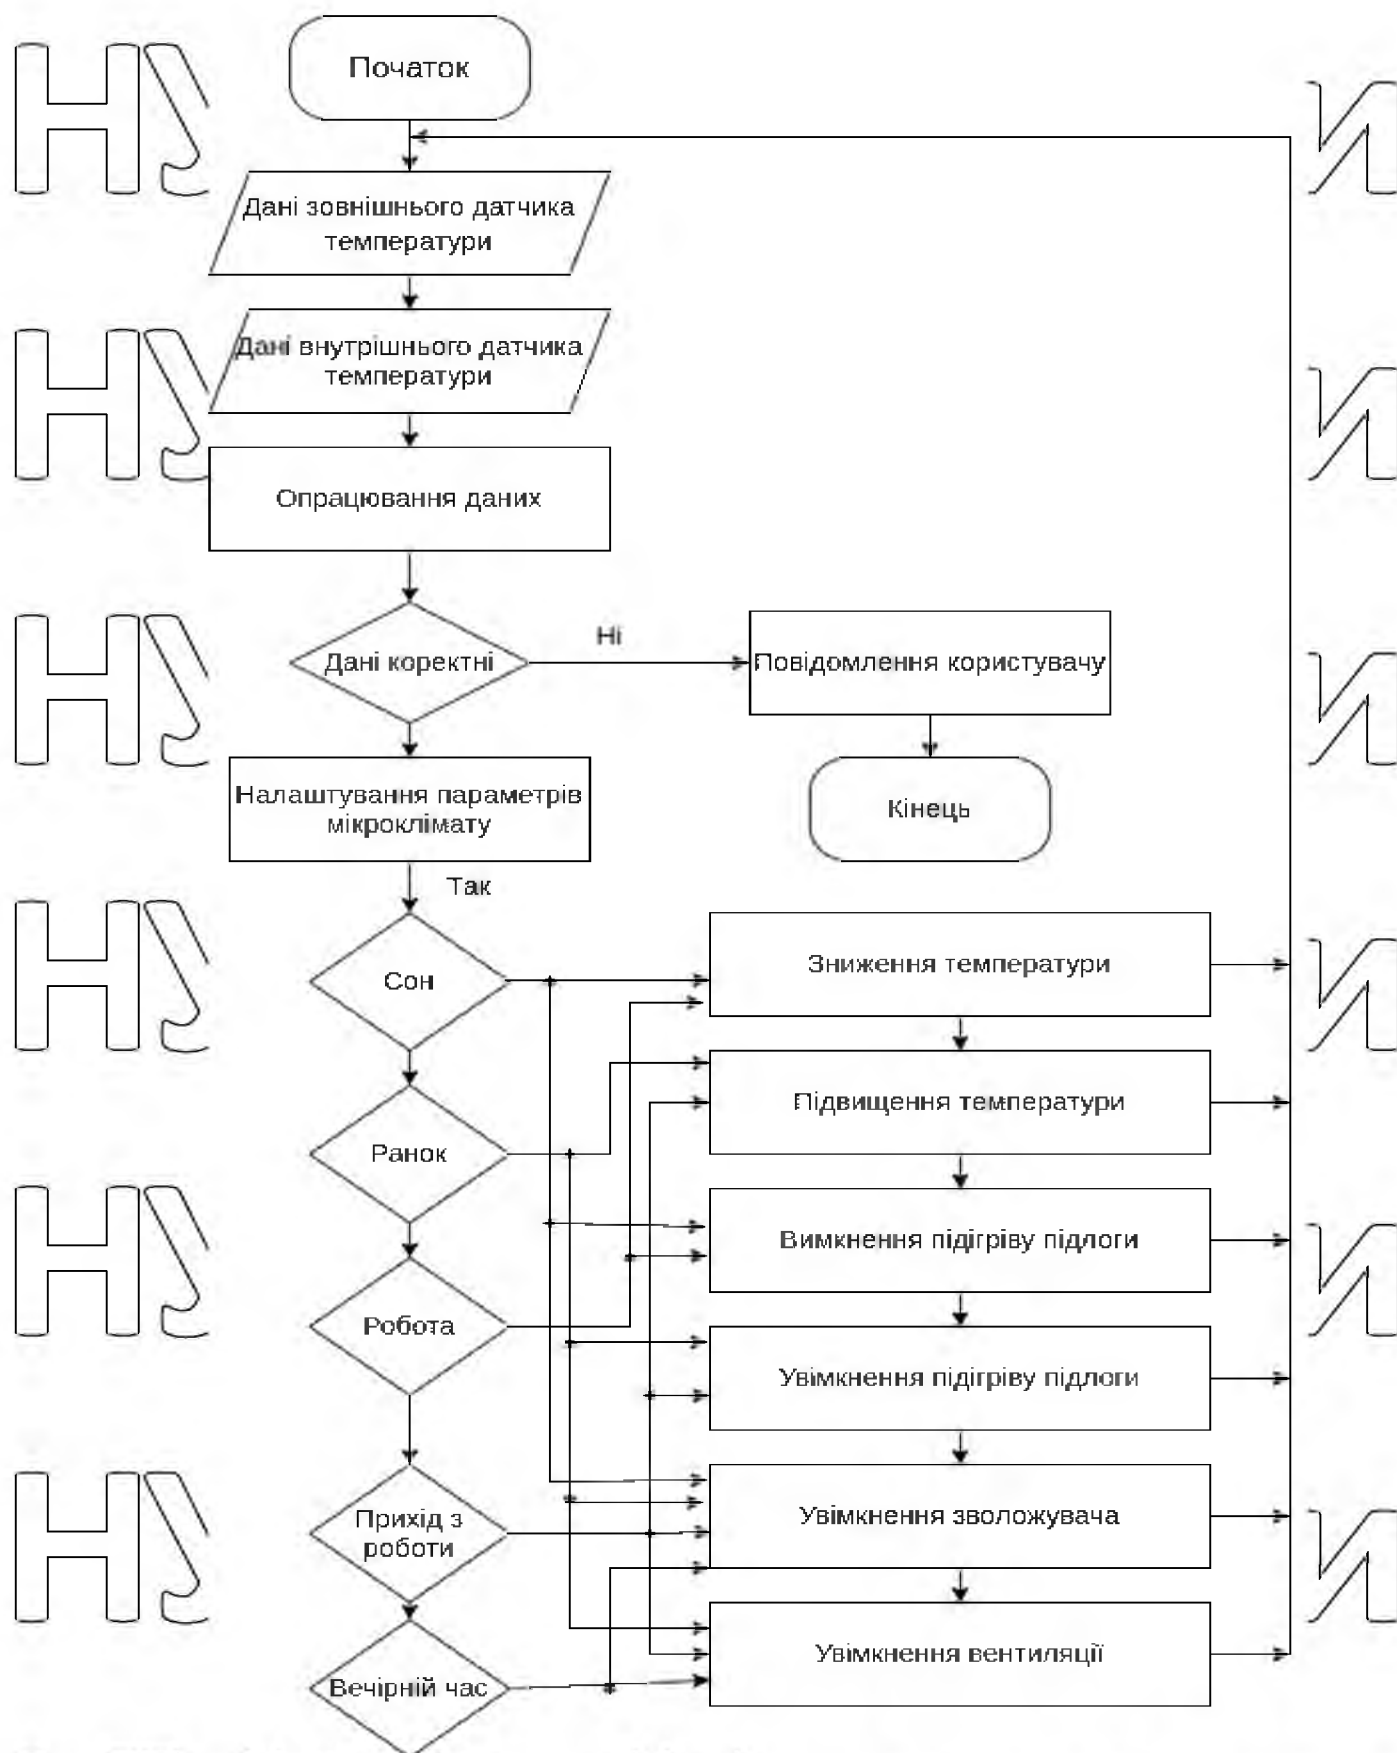 Початок
Дані зовнішнього датчика
температури
Дані внутрішнього датчика
температури
Опрацювання даних
Дані коректні
Ні
Повідомлення користувачу
Налаштування параметрів
мікроклімату
Кінець
Так
Сон
Зниження температури
Підвищення температури
Ранок
Вимкнення підігріву підлоги
Робота
Увімкнення підігріву підлоги
Прихід з
роботи
Увімкнення зволожувача
Увімкнення вентиляції
Вечірній час